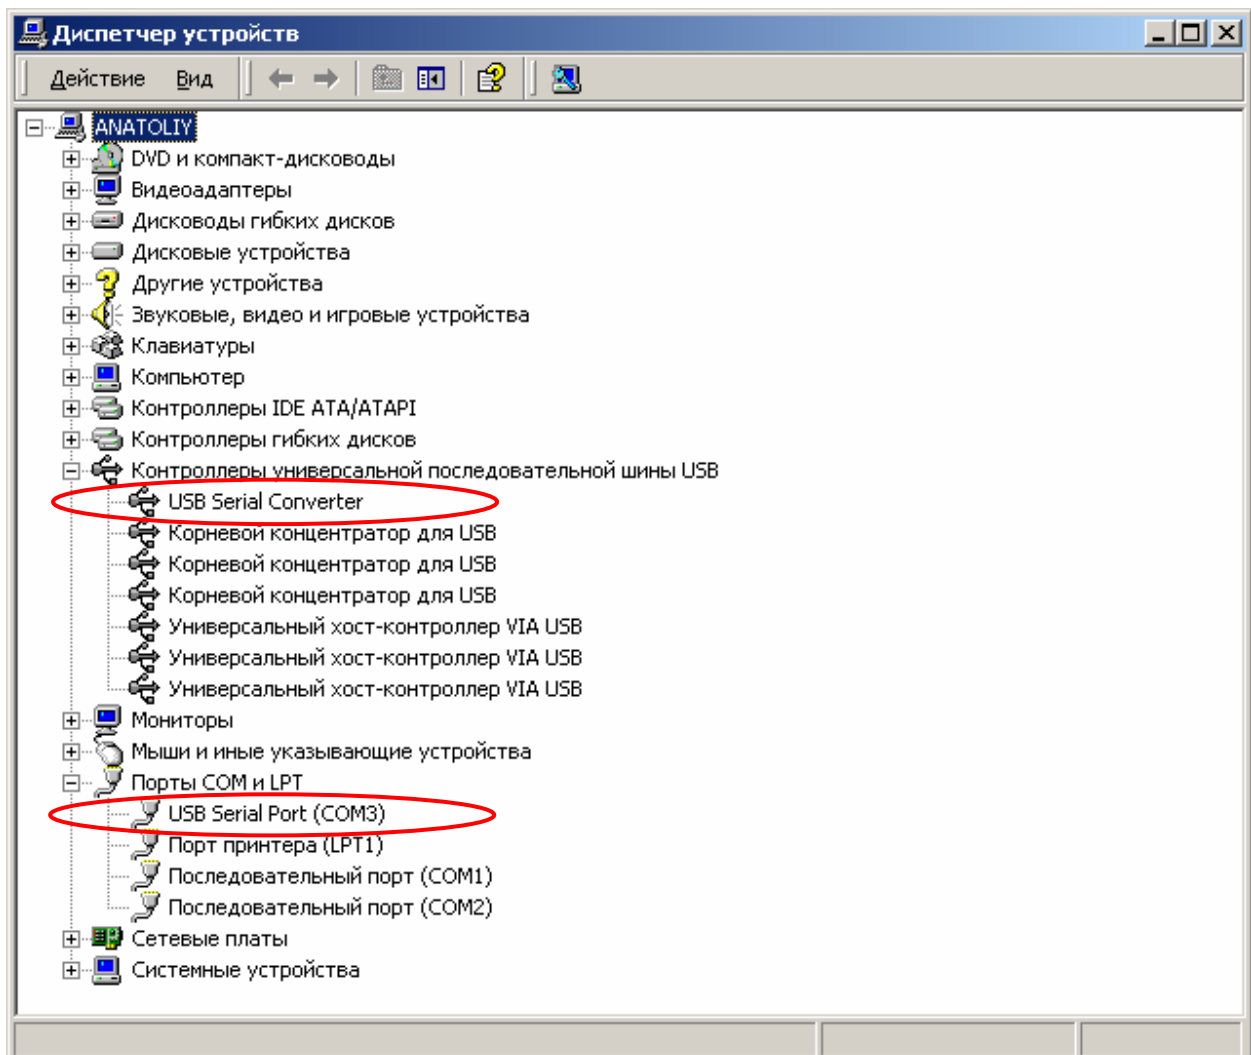 Диспетчер устройств
Действие Вид
ANATOLIY
DVD и компакт-дисководы
Видеоадаптеры
Дисководы гибких дисков
Дисковые устройства
Другие устройства
Звуковые, видео и игровые устройства
Клавиатуры
Компьютер
Контроллеры IDE ATA/ATAPI
Контроллеры гибких дисков
Контроллеры универсальной последовательной шины USB
USB Serial Converter
Корневой концентратор для USB
Корневой концентратор для USB
Корневой концентратор для USB
Универсальный хост-контроллер VIA USB
Универсальный хост-контроллер VIA USB
Универсальный хост-контроллер VIA USB
Мониторы
Мыши и иные указывающие устройства
Порты COM и LPT
USB Serial Port (COM3)
Порт принтера (LPT1)
Последовательный порт (COM1)
Последовательный порт (COM2)
Сетевые платы
Системные устройства